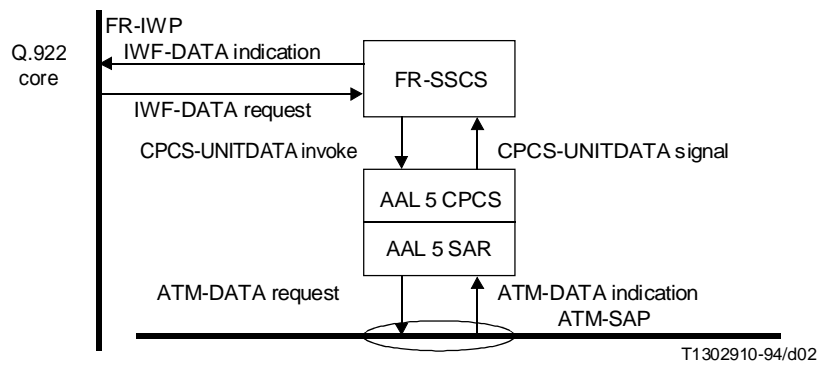 FR-IWP
Q.922
core
IWF-DATA indication
FR-SSCS
IWF-DATA request
CPCS-UNITDATA invoke
CPCS-UNITDATA signal
AAL 5 CPCS
AAL 5 SAR
ATM-DATA request
ATM-DATA indication
ATM-SAP
T1302910-94/d02